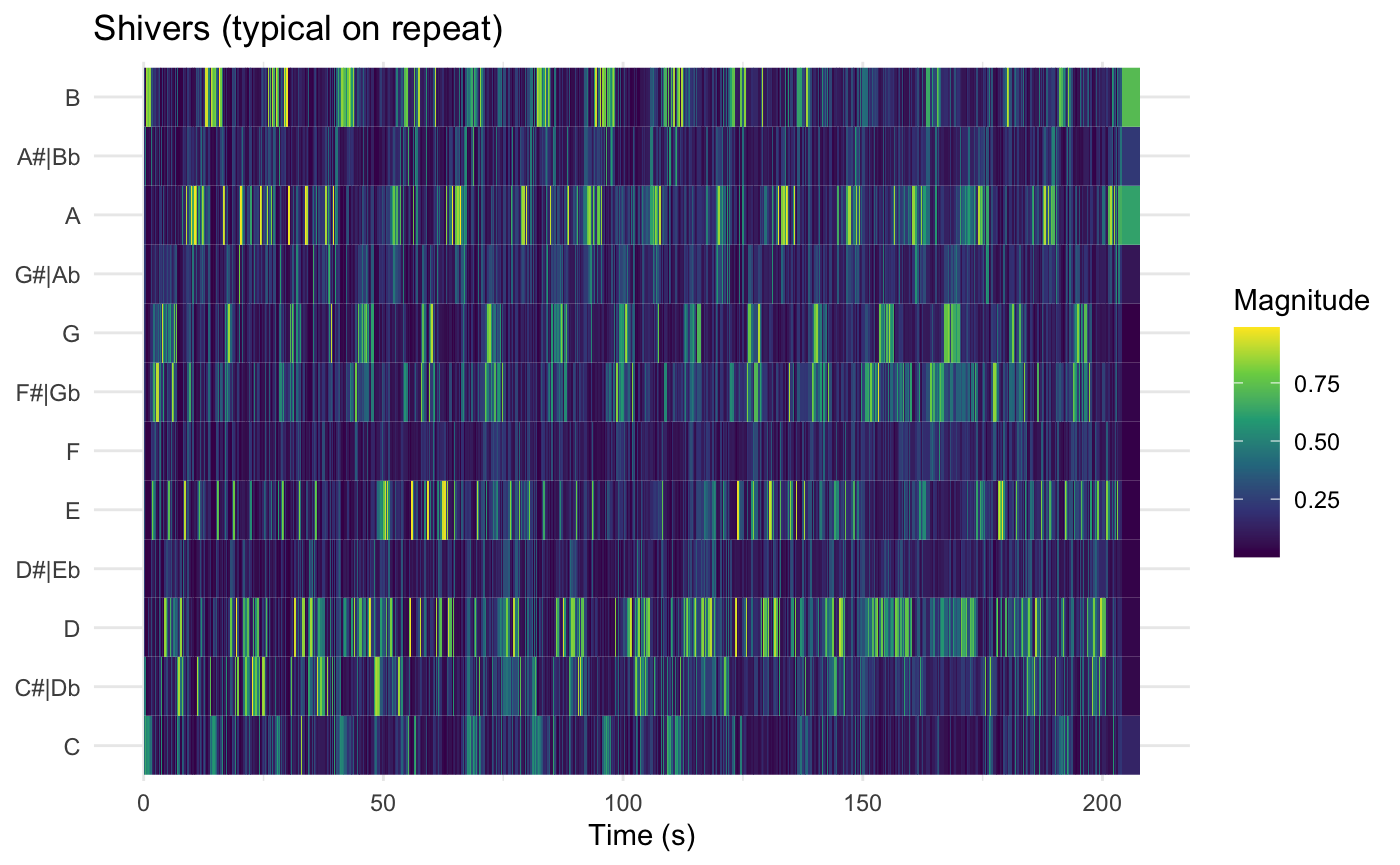 Shivers (typical on repeat)
B
A#|Bb
A
G#|Ab
G
F#|Gb
F
E
D#|Eb
D
C#|Db
C
0 50 100 150 200
Time (s)
Magnitude
0.75
0.50
0.25